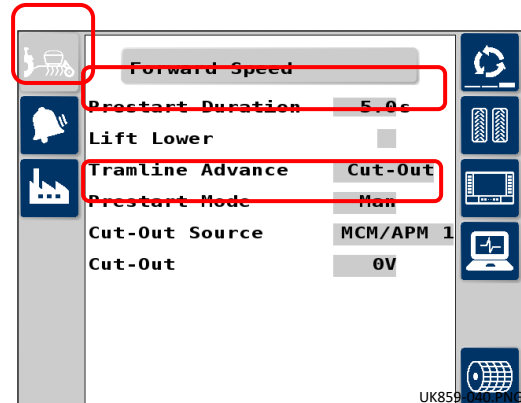 Forward Speed
Prestart Duration 5.0s
Lift Lower
Tramline Advance Cut-Out
Prestart Mode Man
Cut-Out Source MCM/APM 1
Cut-Out 0V
UK859-040.PNG